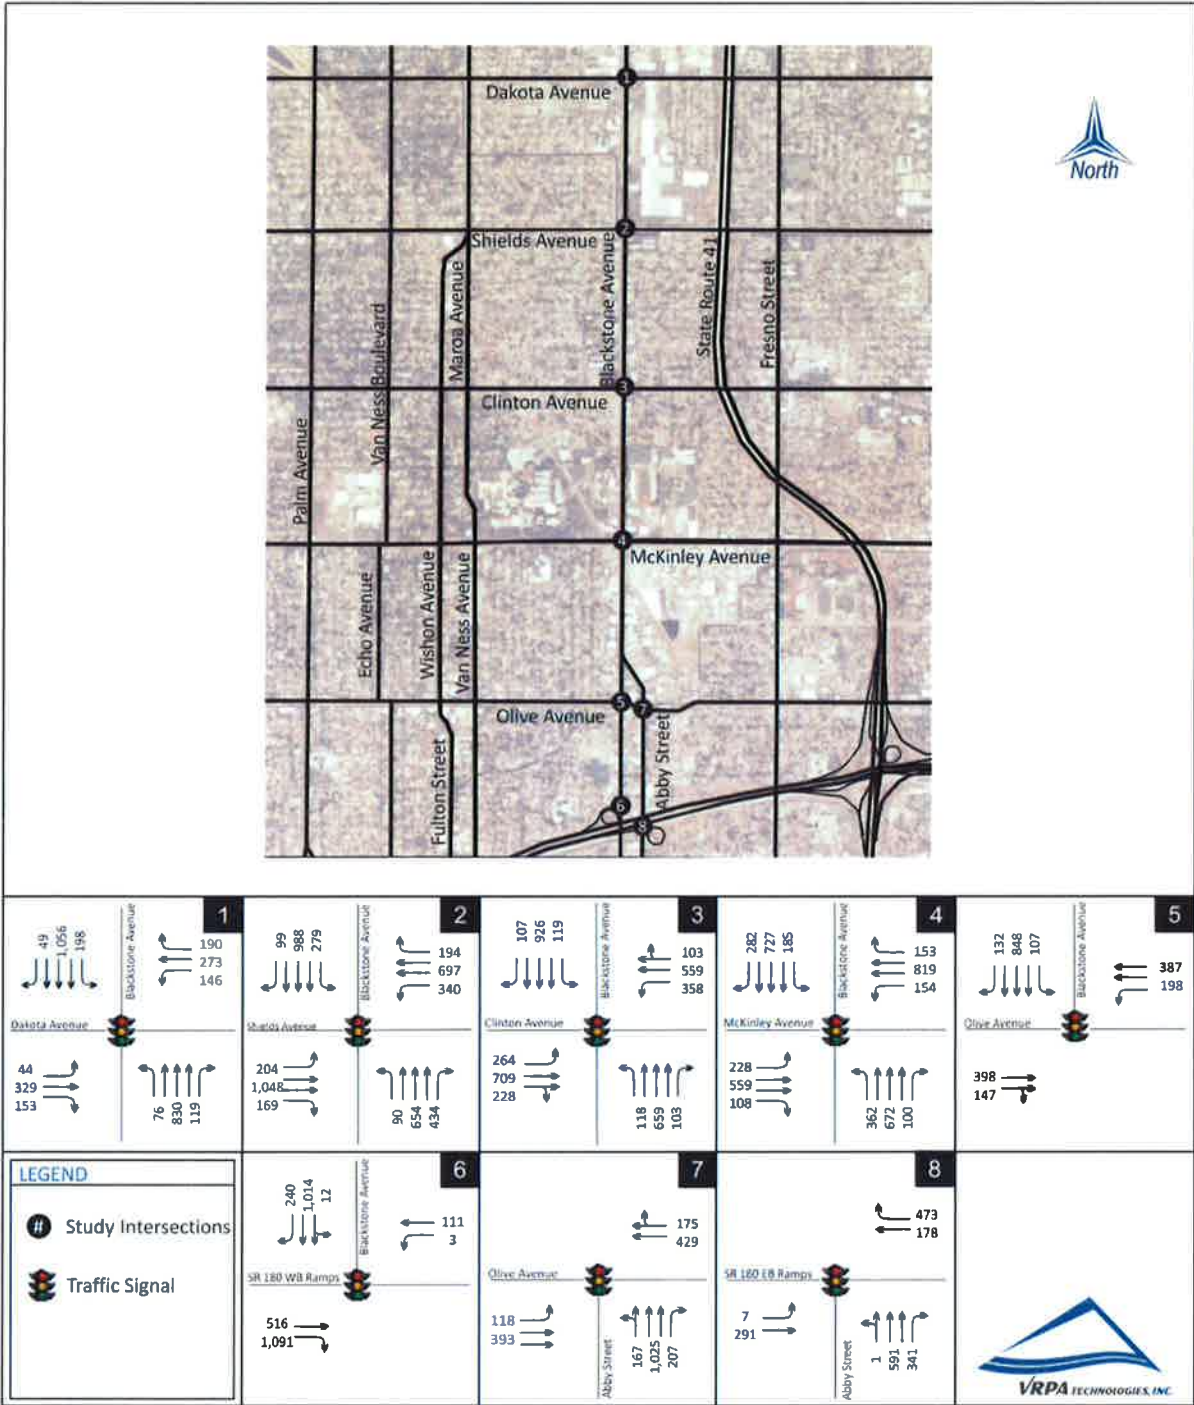 1
Dakota Avenue
North
2
Shields Avenue
Blackstone Avenue
State Route 41
Fresno Street
Maroa Avenue
Van Ness Boulevard
3
Clinton Avenue
Palm Avenue
4
McKinley Avenue
Echo Avenue
Wishon Avenue
Van Ness Avenue
5
7
Olive Avenue
Abby Street
Fulton Street
6
8
1
49
1,056
198
Blackstone Avenue
190
273
146
Dakota Avenue
44
329
153
76
830
119
2
99
988
279
Blackstone Avenue
194
697
340
Shields Avenue
204
1,048
169
90
654
434
3
107
926
119
Blackstone Avenue
103
559
358
Clinton Avenue
264
709
228
118
659
103
4
282
727
185
Blackstone Avenue
153
819
154
McKinley Avenue
228
559
108
362
672
100
5
132
848
107
Blackstone Avenue
387
198
Olive Avenue
398
147
LEGEND
# Study Intersections
Traffic Signal
6
240
1,014
12
Blackstone Avenue
111
3
SR 180 WB Ramps
516
1,091
7
175
429
Olive Avenue
118
393
167
1,025
207
Abby Street
8
473
178
SR 180 EB Ramps
7
291
1
591
341
Abby Street
VRPA TECHNOLOGIES, INC.